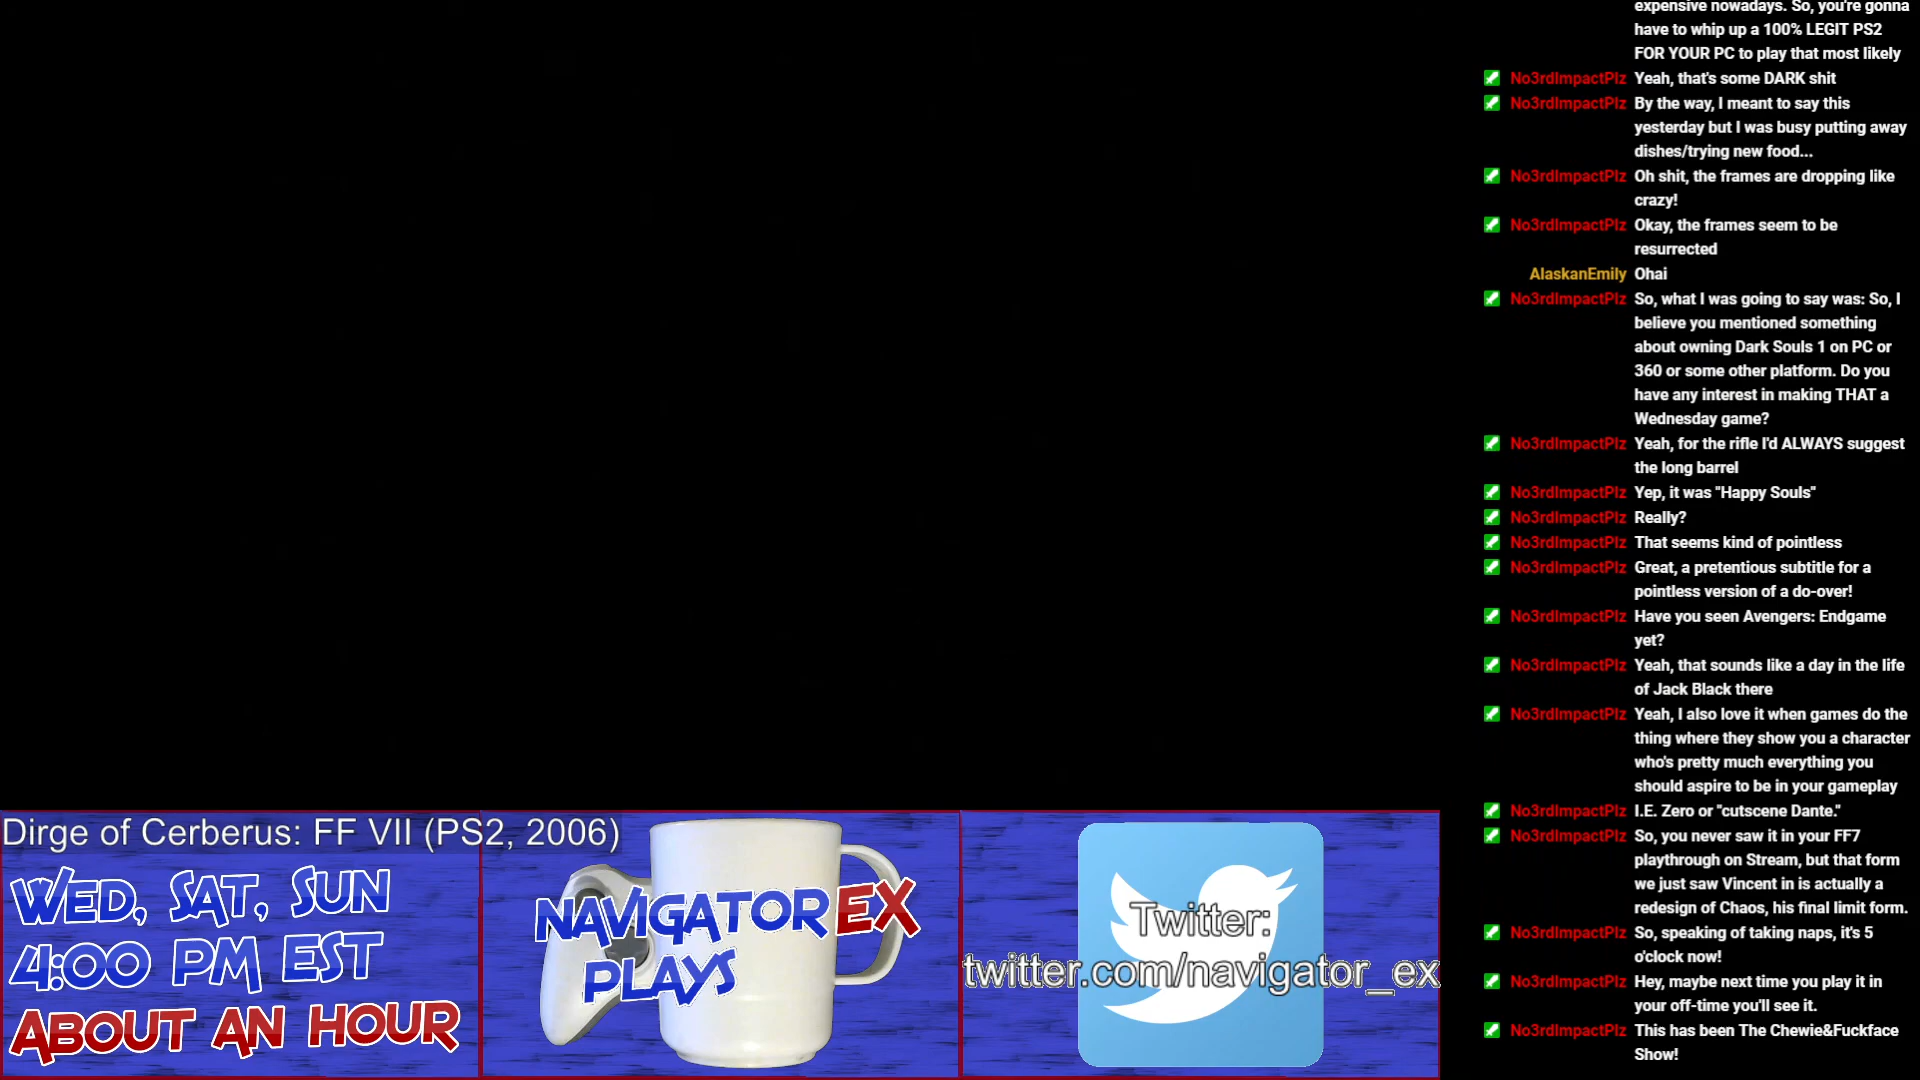 expensive nowadays. So, you're gonna
have to whip up a 100% LEGIT PS2
FOR YOUR PC to play that most likely
No3rdImpactPlz Yeah, that's some DARK shit
No3rdImpactPlz By the way, I meant to say this
yesterday but I was busy putting away
dishes/trying new food...
No3rdImpactPlz Oh shit, the frames are dropping like
crazy!
No3rdImpactPlz Okay, the frames seem to be
resurrected
AlaskanEmily Ohai
No3rdImpactPlz So, what I was going to say was: So, I
believe you mentioned something
about owning Dark Souls 1 on PC or
360 or some other platform. Do you
have any interest in making THAT a
Wednesday game?
No3rdImpactPlz Yeah, for the rifle I'd ALWAYS suggest
the long barrel
No3rdImpactPlz Yep, it was "Happy Souls"
No3rdImpactPlz Really?
No3rdImpactPlz That seems kind of pointless
No3rdImpactPlz Great, a pretentious subtitle for a
pointless version of a do-over!
No3rdImpactPlz Have you seen Avengers: Endgame
yet?
No3rdImpactPlz Yeah, that sounds like a day in the life
of Jack Black there
No3rdImpactPlz Yeah, I also love it when games do the
thing where they show you a character
who's pretty much everything you
should aspire to be in your gameplay
No3rdImpactPlz I.E. Zero or "cutscene Dante."
No3rdImpactPlz So, you never saw it in your FF7
playthrough on Stream, but that form
we just saw Vincent in is actually a
redesign of Chaos, his final limit form.
No3rdImpactPlz So, speaking of taking naps, it's 5
o'clock now!
No3rdImpactPlz Hey, maybe next time you play it in
your off-time you'll see it.
No3rdImpactPlz This has been The Chewie&Fuckface
Show!
Dirge of Cerberus: FF VII (PS2, 2006)
WED, SAT, SUN
4:00 PM EST
ABOUT AN HOUR
NAVIGATOR EX
PLAYS
Twitter:
twitter.com/navigator_ex